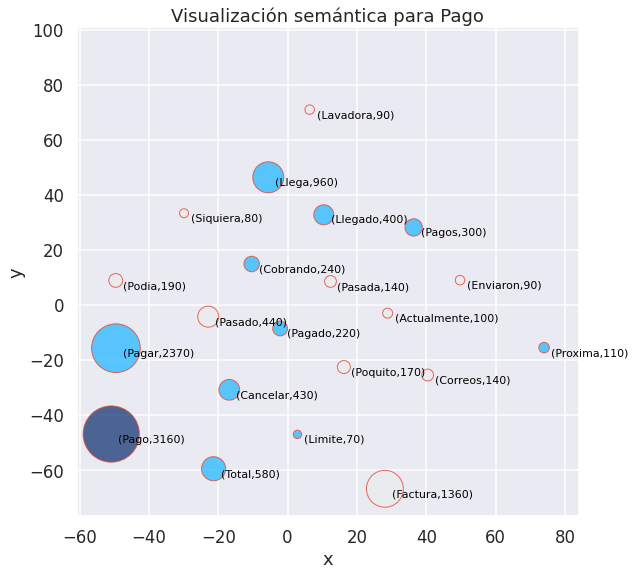 Visualización semántica para Pago
100
80
60
40
20
0
−20
−40
−60
y
(Lavadora,90)
(Llega,960)
(Siquiera,80)
(Llegado,400)
(Pagos,300)
(Cobrando,240)
(Podia,190)
(Pasada,140)
(Enviaron,90)
(Pasado,440)
(Actualmente,100)
(Pagado,220)
(Pagar,2370)
(Proxima,110)
(Poquito,170)
(Correos,140)
(Cancelar,430)
(Pago,3160)
(Limite,70)
(Total,580)
(Factura,1360)
−60 −40 −20 0 20 40 60 80
x